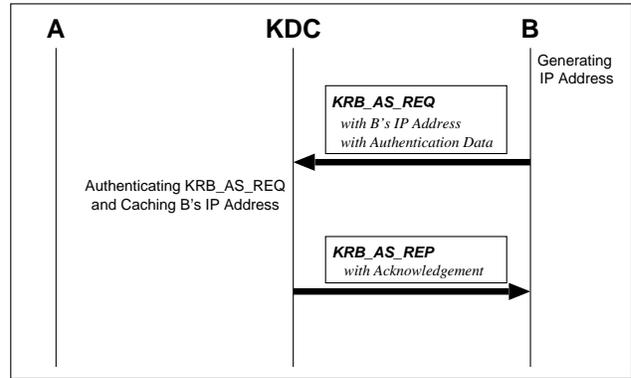 A
KDC
B
Generating
IP Address
KRB_AS_REQ
with B's IP Address
with Authentication Data
Authenticating KRB_AS_REQ
and Caching B's IP Address
KRB_AS_REP
with Acknowledgement